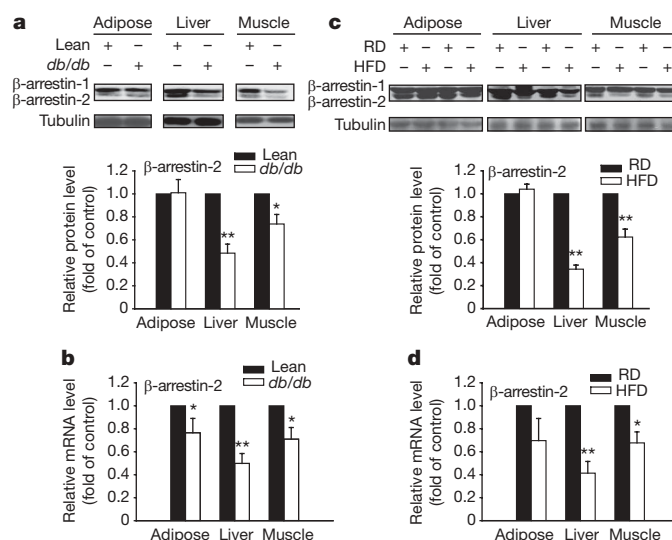 a
Adipose Liver Muscle
Lean + – + – + –
db/db – + – + – +
β-arrestin-1
β-arrestin-2
Tubulin
β-arrestin-2
Lean
db/db
Relative protein level
(fold of control)
1.2
1.0
0.8
0.6
0.4
0.2
0
**
*
Adipose Liver Muscle
b
β-arrestin-2
Lean
db/db
Relative mRNA level
(fold of control)
1.2
1.0
0.8
0.6
0.4
0.2
0
*
**
*
Adipose Liver Muscle
c
Adipose Liver Muscle
RD + – + – + – + – + – + –
HFD – + – + – + – + – + – +
β-arrestin-1
β-arrestin-2
Tubulin
β-arrestin-2
RD
HFD
Relative protein level
(fold of control)
1.2
1.0
0.8
0.6
0.4
0.2
0
**
**
Adipose Liver Muscle
d
β-arrestin-2
RD
HFD
Relative mRNA level
(fold of control)
1.2
1.0
0.8
0.6
0.4
0.2
0
**
*
Adipose Liver Muscle